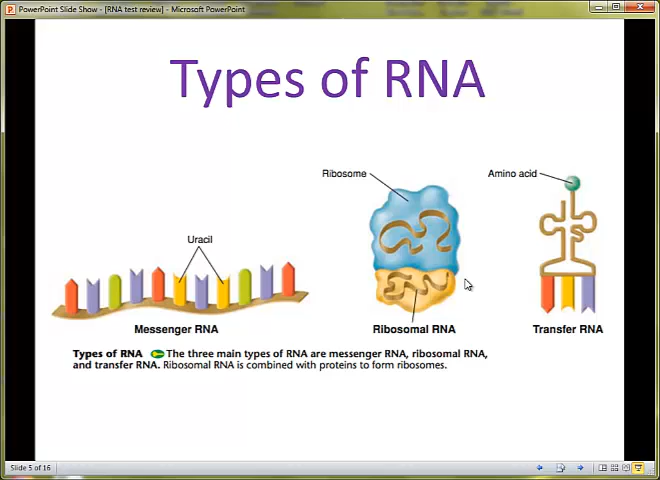 PowerPoint Slide Show - [RNA test review] - Microsoft PowerPoint
Types of RNA
Ribosome
Amino acid
Uracil
Messenger RNA
Ribosomal RNA
Transfer RNA
Types of RNA The three main types of RNA are messenger RNA, ribosomal RNA,
and transfer RNA. Ribosomal RNA is combined with proteins to form ribosomes.
Slide 5 of 16